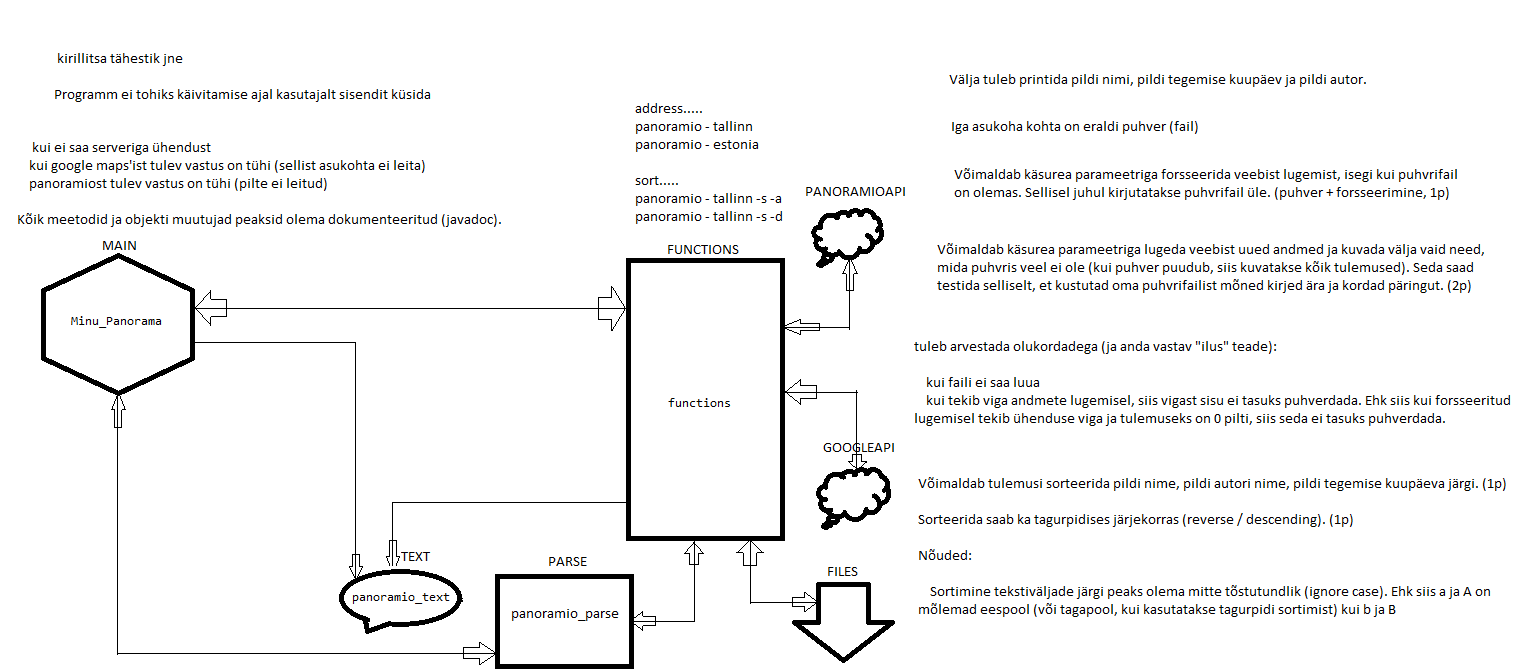 kirillitsa tähestik jne
Programm ei tohiks käivitamise ajal kasutajalt sisendit küsida
kui ei saa serveriga ühendust
kui google maps'ist tulev vastus on tühi (sellist asukohta ei leita)
panoramiost tulev vastus on tühi (pilte ei leitud)
Kõik meetodid ja objekti muutujad peaksid olema dokumenteeritud (javadoc).
MAIN
Minu_Panorama
address.....
panoramio - tallinn
panoramio - estonia
sort.....
panoramio - tallinn -s -a
panoramio - tallinn -s -d
FUNCTIONS
functions
PANORAMIOAPI
GOOGLEAPI
TEXT
panoramio_text
PARSE
panoramio_parse
FILES
Välja tuleb printida pildi nimi, pildi tegemise kuupäev ja pildi autor.
Iga asukoha kohta on eraldi puhver (fail)
Võimaldab käsurea parameetriga forsseerida veebist lugemist, isegi kui puhvrifail
on olemas. Sellisel juhul kirjutatakse puhvrifail üle. (puhver + forsseerimine, 1p)
Võimaldab käsurea parameetriga lugeda veebist uued andmed ja kuvada välja vaid need,
mida puhvris veel ei ole (kui puhver puudub, siis kuvatakse kõik tulemused). Seda saad
testida selliselt, et kustutad oma puhvrifailist mõned kirjed ära ja kordad päringut. (2p)
tuleb arvestada olukordadega (ja anda vastav "ilus" teade):
kui faili ei saa luua
kui tekib viga andmete lugemisel, siis vigast sisu ei tasuks puhverdada. Ehk siis kui forsseeritud
lugemisel tekib ühenduse viga ja tulemuseks on 0 pilti, siis seda ei tasuks puhverdada.
Võimaldab tulemusi sorteerida pildi nime, pildi autori nime, pildi tegemise kuupäeva järgi. (1p)
Sorteerida saab ka tagurpidises järjekorras (reverse / descending). (1p)
Nõuded:
Sortimine tekstiväljade järgi peaks olema mitte tõstutundlik (ignore case). Ehk siis a ja A on
mõlemad eespool (või tagapool, kui kasutatakse tagurpidi sortimist) kui b ja B